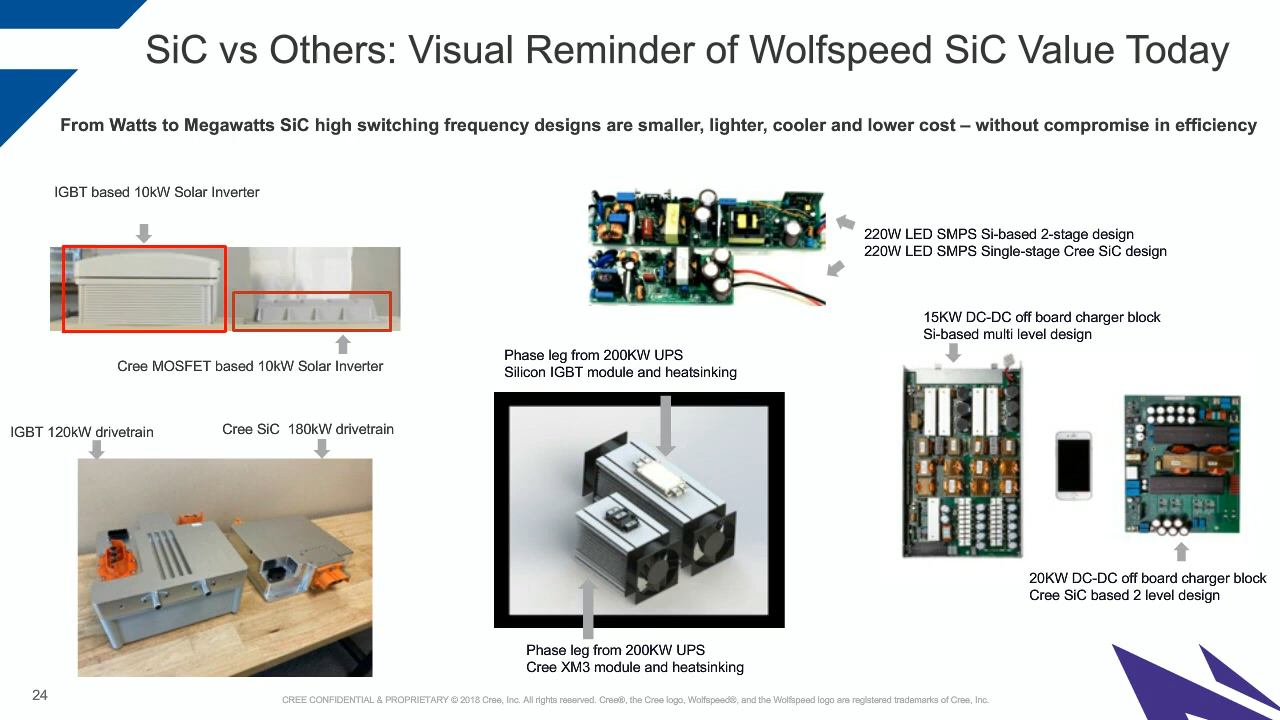 SiC vs Others: Visual Reminder of Wolfspeed SiC Value Today
From Watts to Megawatts SiC high switching frequency designs are smaller, lighter, cooler and lower cost – without compromise in efficiency
IGBT based 10kW Solar Inverter
Cree MOSFET based 10kW Solar Inverter
IGBT 120kW drivetrain
Cree SiC 180kW drivetrain
220W LED SMPS Si-based 2-stage design
220W LED SMPS Single-stage Cree SiC design
Phase leg from 200KW UPS
Silicon IGBT module and heatsinking
Phase leg from 200KW UPS
Cree XM3 module and heatsinking
15KW DC-DC off board charger block
Si-based multi level design
20KW DC-DC off board charger block
Cree SiC based 2 level design
24
CREE CONFIDENTIAL & PROPRIETARY © 2018 Cree, Inc. All rights reserved. Cree®, the Cree logo, Wolfspeed®, and the Wolfspeed logo are registered trademarks of Cree, Inc.